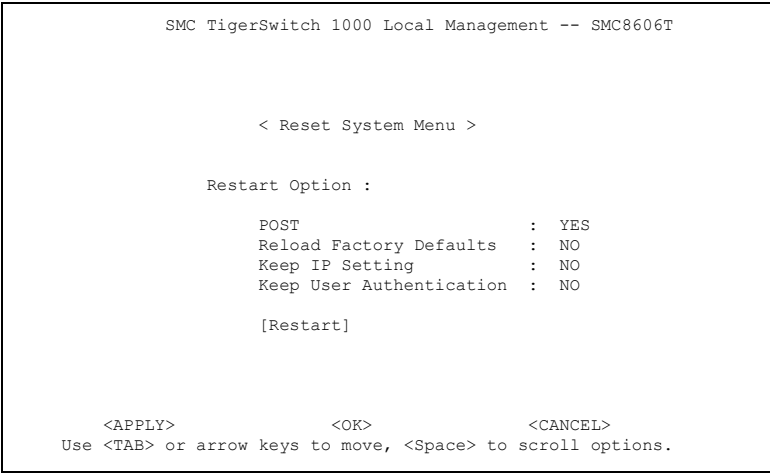 SMC TigerSwitch 1000 Local Management -- SMC8606T
< Reset System Menu >
Restart Option :
POST : YES
Reload Factory Defaults : NO
Keep IP Setting : NO
Keep User Authentication : NO
[Restart]
<APPLY> <OK> <CANCEL>
Use <TAB> or arrow keys to move, <Space> to scroll options.